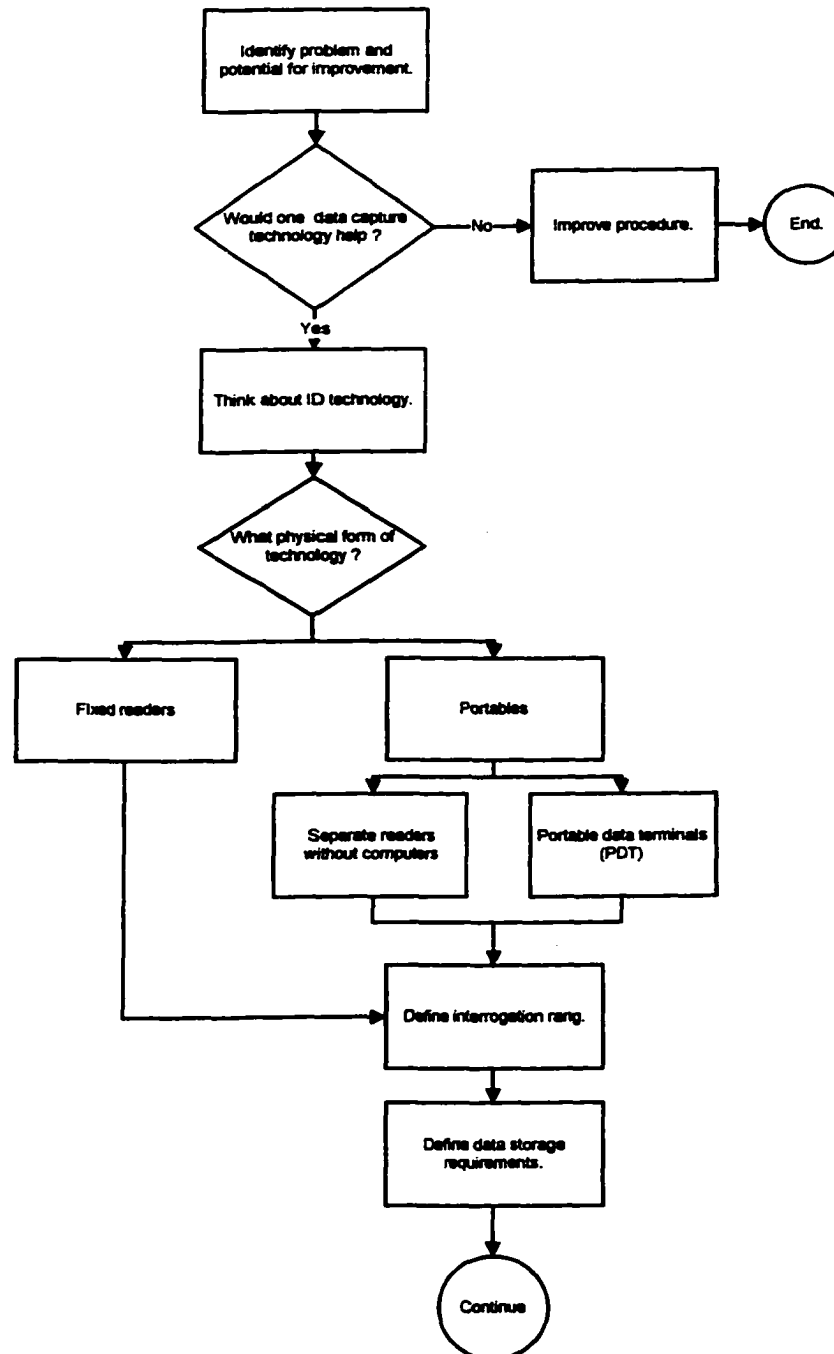 Identify problem and
potential for improvement.
Would one data capture
technology help ?
No
Improve procedure.
End.
Yes
Think about ID technology.
What physical form of
technology ?
Fixed readers
Portables
Separate readers
without computers
Portable data terminals
(PDT)
Define interrogation rang.
Define data storage
requirements.
Continue